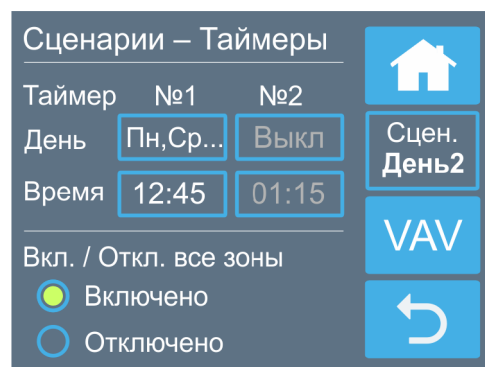 Сценарии – Таймеры
Таймер №1 №2
День Пн,Ср... Выкл
Время 12:45 01:15
Вкл. / Откл. все зоны
Включено
Отключено
Сцен.
День2
VAV